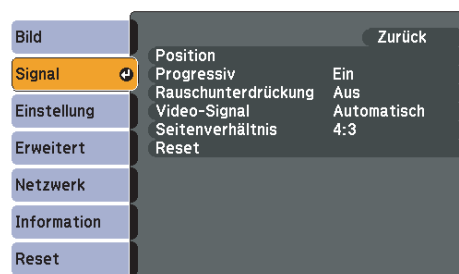 Bild
Signal
Einstellung
Erweitert
Netzwerk
Information
Reset
Zurück
Position
Progressiv Ein
Rauschunterdrückung Aus
Video-Signal Automatisch
Seitenverhältnis 4:3
Reset